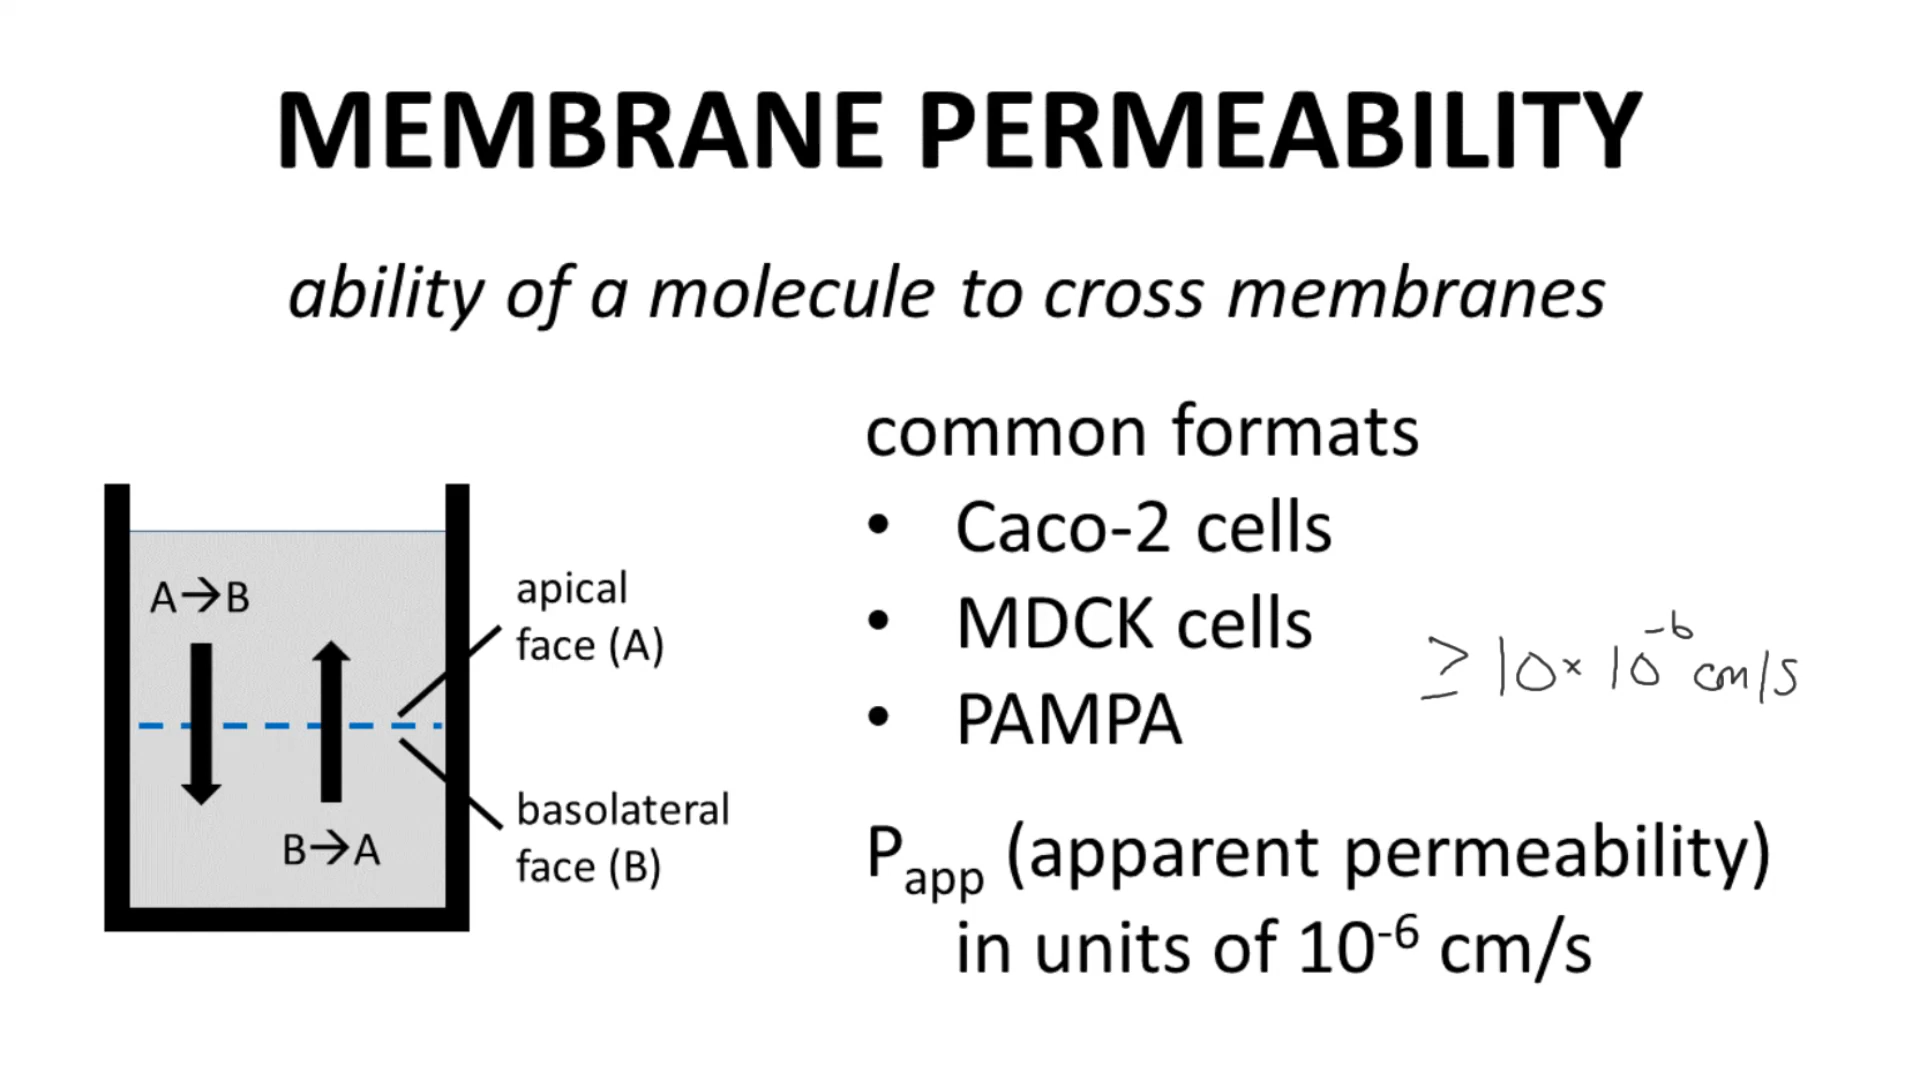 MEMBRANE PERMEABILITY
ability of a molecule to cross membranes
A→B
B→A
apical
face (A)
basolateral
face (B)
common formats
• Caco-2 cells
• MDCK cells
• PAMPA
≥ 10 × 10⁻⁶ cm/s
Papp (apparent permeability)
in units of 10⁻⁶ cm/s